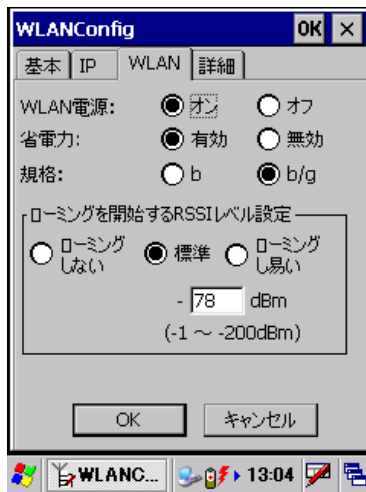 WLANConfig OK ×
基本 IP WLAN 詳細
WLAN電源: オン オフ
省電力: 有効 無効
規格: b b/g
ローミングを開始するRSSIレベル設定
ローミングしない 標準 ローミングし易い
- 78 dBm
(-1 ~ -200dBm)
OK キャンセル
WLANC... 13:04